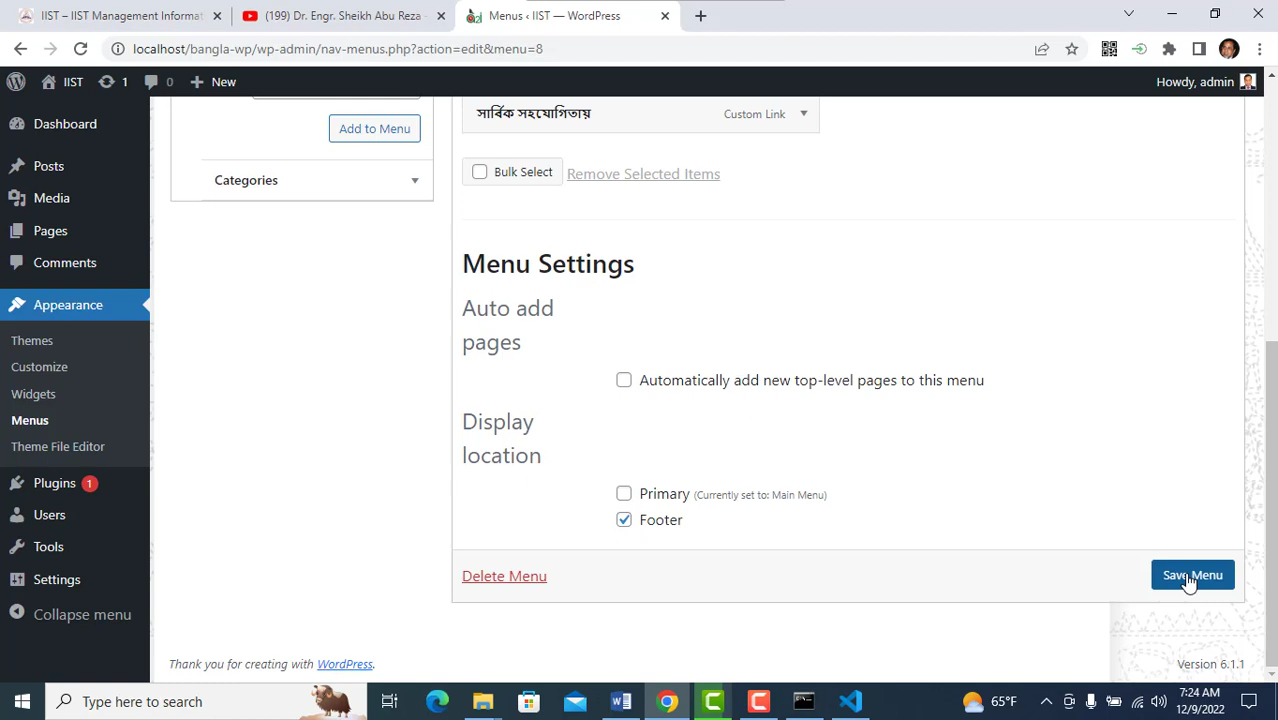 IIST – IIST Management Informat
(199) Dr. Engr. Sheikh Abu Reza -
Menus ‹ IIST — WordPress
localhost/bangla-wp/wp-admin/nav-menus.php?action=edit&menu=8
IIST
1
0
New
Howdy, admin
Dashboard
Posts
Media
Pages
Comments
Appearance
Themes
Customize
Widgets
Menus
Theme File Editor
Plugins 1
Users
Tools
Settings
Collapse menu
Add to Menu
Categories
সার্বিক সহযোগিতায় Custom Link
Bulk Select Remove Selected Items
Menu Settings
Auto add
pages
Automatically add new top-level pages to this menu
Display
location
Primary (Currently set to: Main Menu)
Footer
Delete Menu
Save Menu
Thank you for creating with WordPress.
Version 6.1.1
Type here to search
65°F
7:24 AM
12/9/2022